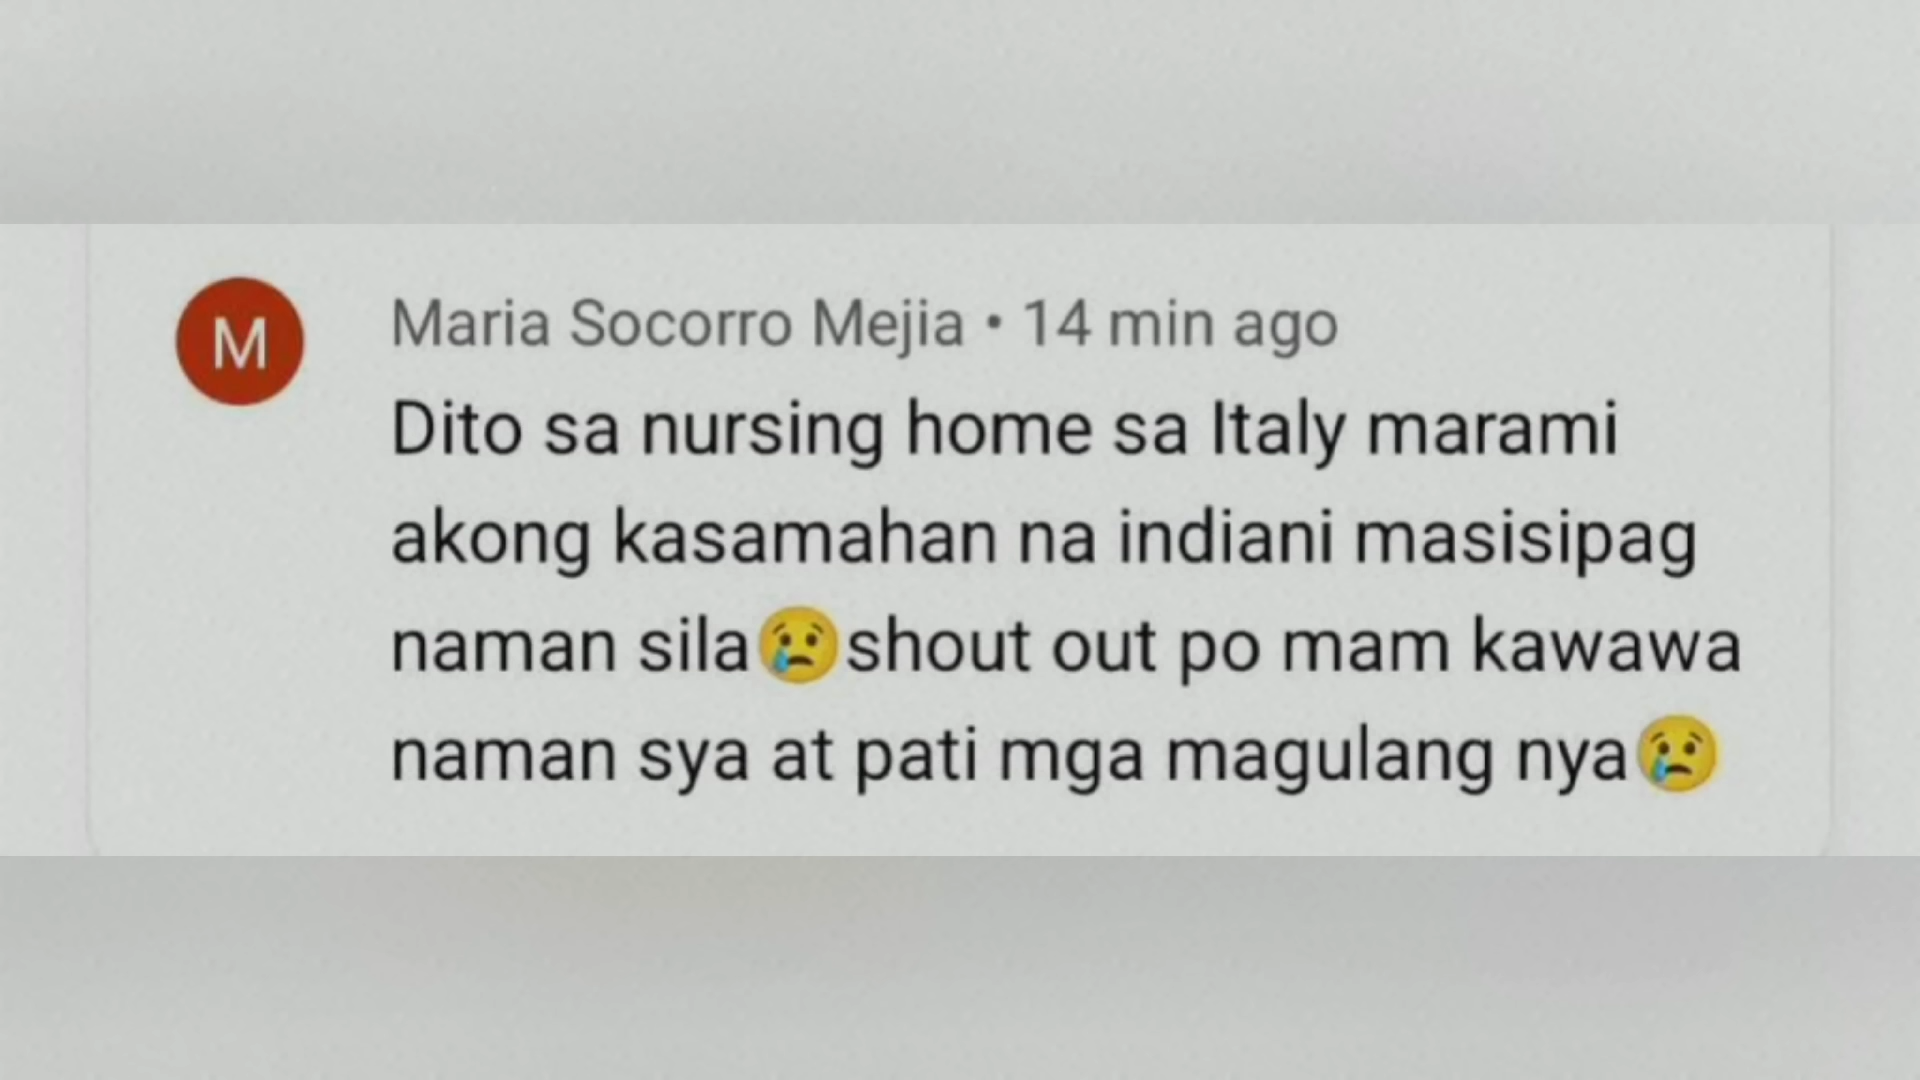 M
Maria Socorro Mejia • 14 min ago
Dito sa nursing home sa Italy marami
akong kasamahan na indiani masisipag
naman sila😢shout out po mam kawawa
naman sya at pati mga magulang nya😢